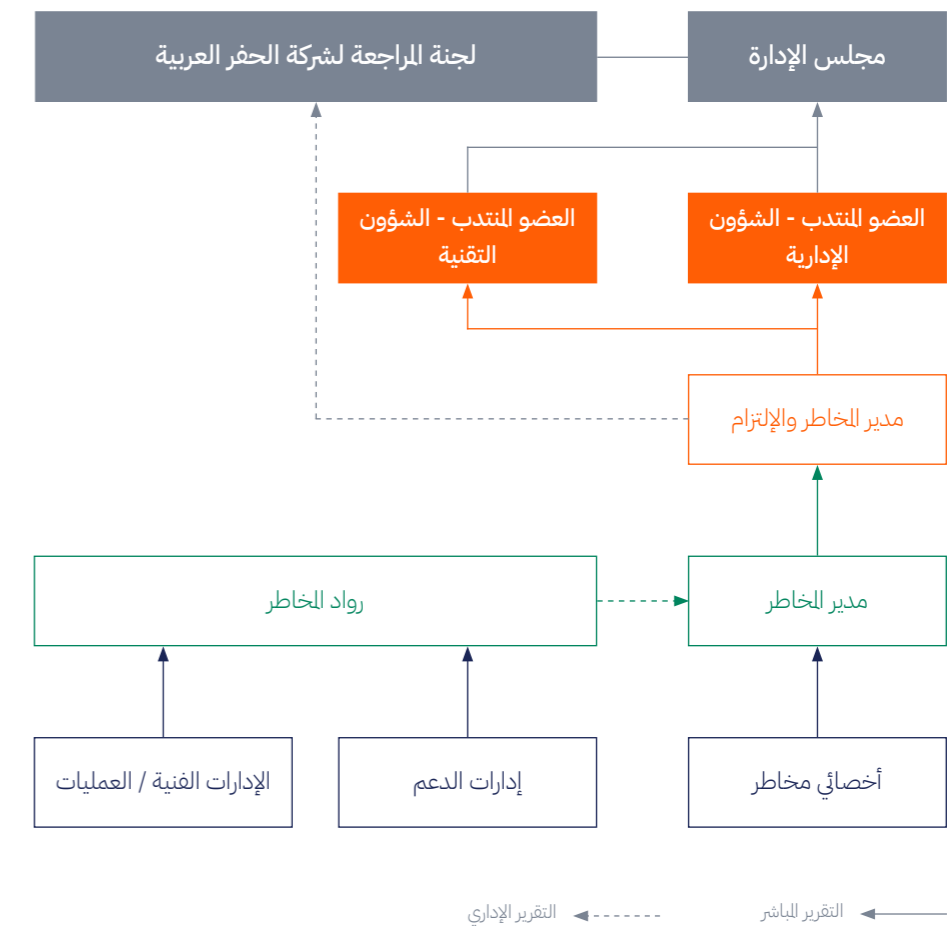 مجلس الإدارة
لجنة المراجعة لشركة الحفر العربية
العضو المنتدب - الشؤون
الإدارية
العضو المنتدب - الشؤون
التقنية
مدير المخاطر والإلتزام
مدير المخاطر
رواد المخاطر
أخصائي مخاطر
إدارات الدعم
الإدارات الفنية / العمليات
التقرير المباشر
التقرير الإداري